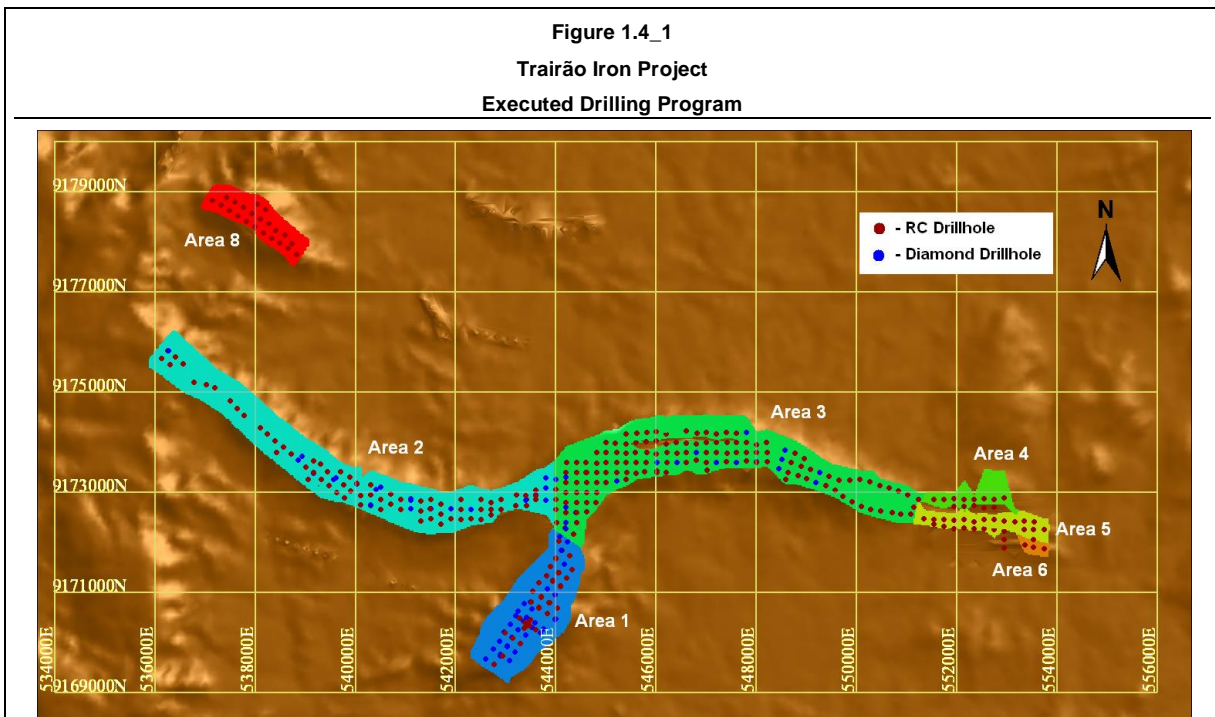 Figure 1.4_1
Trairão Iron Project
Executed Drilling Program
9179000N
Area 8
N
- RC Drillhole
- Diamond Drillhole
9177000N
9175000N
Area 2
Area 3
9173000N
Area 4
Area 5
Area 6
9171000N
Area 1
9169000N
534000E
536000E
538000E
540000E
542000E
544000E
546000E
548000E
550000E
552000E
554000E
556000E